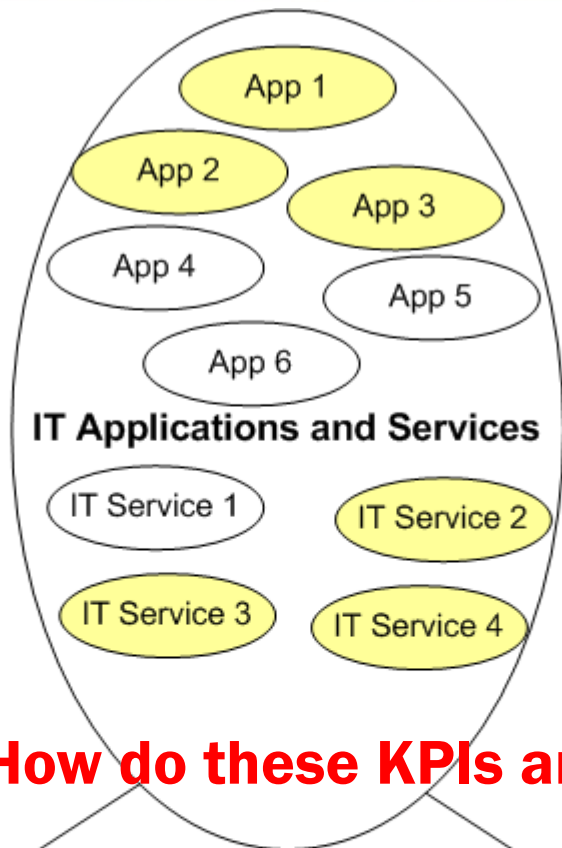 App 1
App 2
App 3
App 4
App 5
App 6
IT Applications and Services
IT Service 1
IT Service 2
IT Service 3
IT Service 4
How do these KPIs